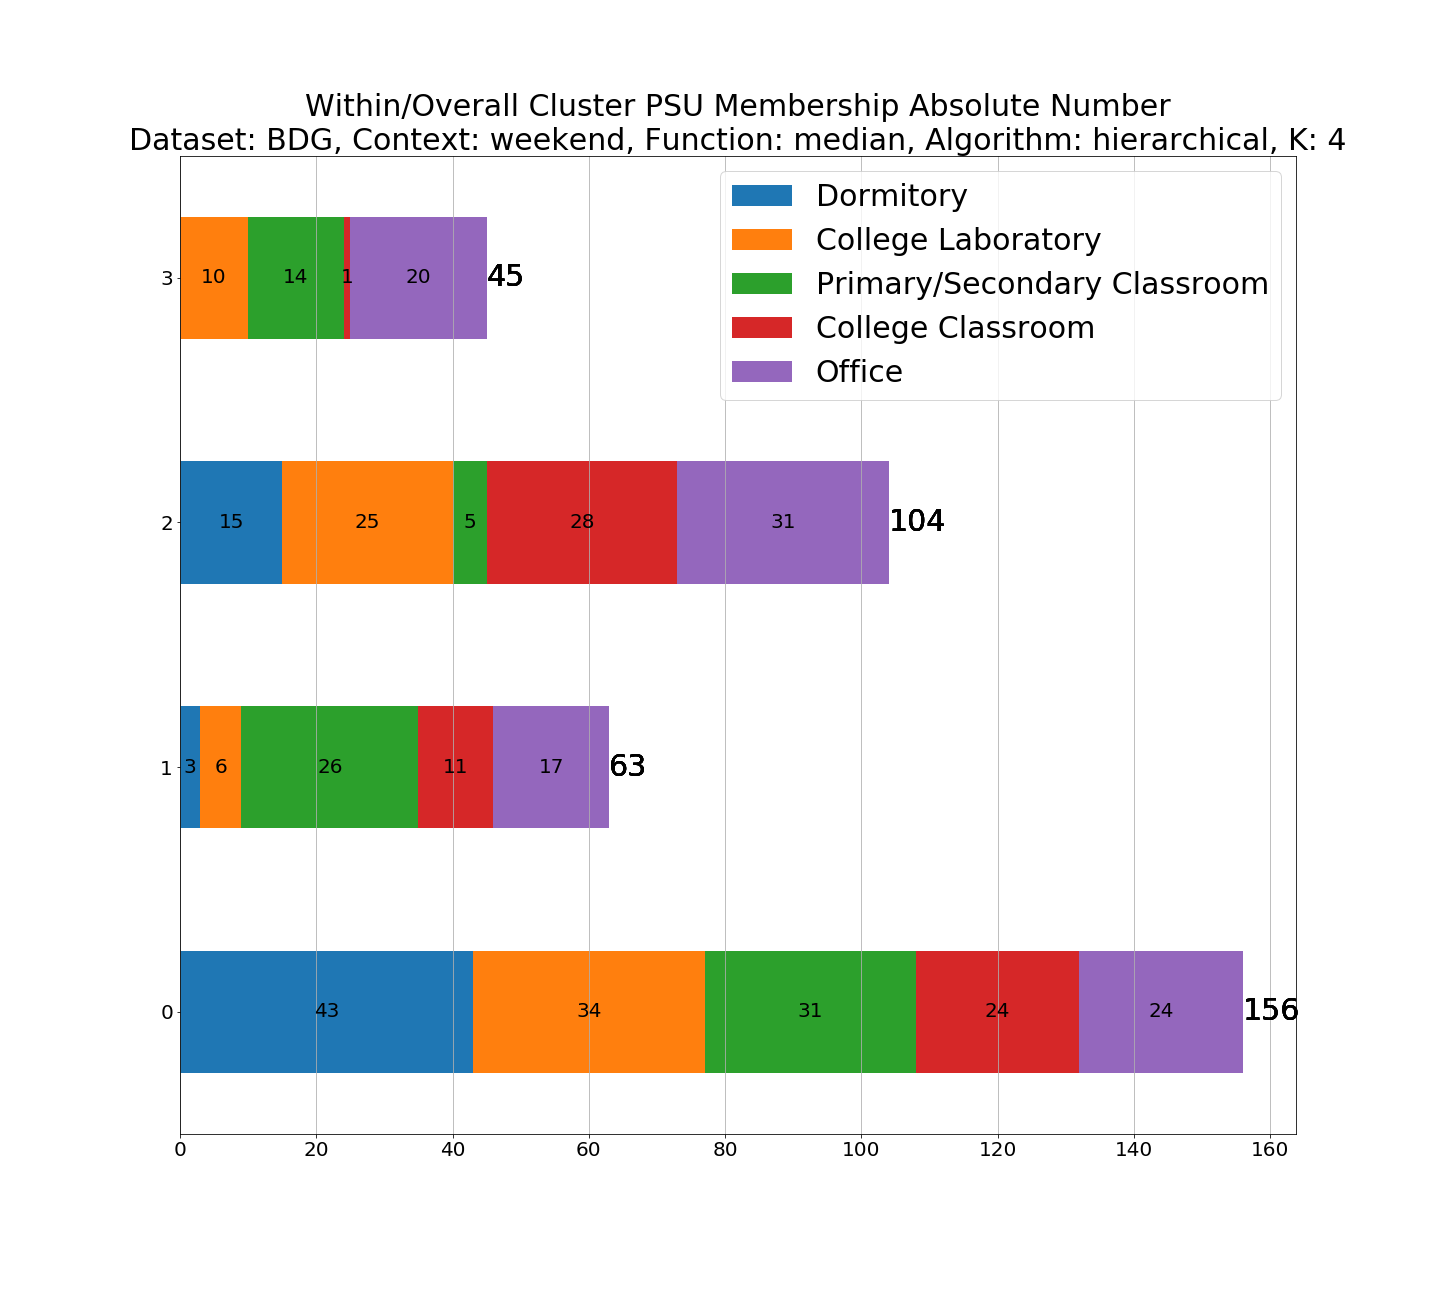 Within/Overall Cluster PSU Membership Absolute Number
Dataset: BDG, Context: weekend, Function: median, Algorithm: hierarchical, K: 4
Dormitory
College Laboratory
Primary/Secondary Classroom
College Classroom
Office
3 10 14 1 20 45
2 15 25 5 28 31 104
1 3 6 26 11 17 63
0 43 34 31 24 24 156
0 20 40 60 80 100 120 140 160